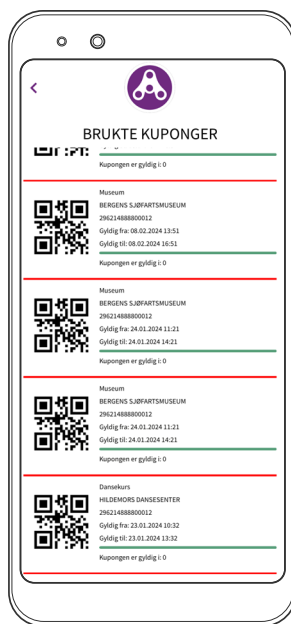 BRUKTE KUPONGER
Kupongen er gyldig i: 0
Museum
BERGENS SJØFARTSMUSEUM
296214888800012
Gyldig fra: 08.02.2024 13:51
Gyldig til: 08.02.2024 16:51
Kupongen er gyldig i: 0
Museum
BERGENS SJØFARTSMUSEUM
296214888800012
Gyldig fra: 24.01.2024 11:21
Gyldig til: 24.01.2024 14:21
Kupongen er gyldig i: 0
Museum
BERGENS SJØFARTSMUSEUM
296214888800012
Gyldig fra: 24.01.2024 11:21
Gyldig til: 24.01.2024 14:21
Kupongen er gyldig i: 0
Dansekurs
HILDEMORS DANSESENTER
296214888800012
Gyldig fra: 23.01.2024 10:32
Gyldig til: 23.01.2024 13:32
Kupongen er gyldig i: 0